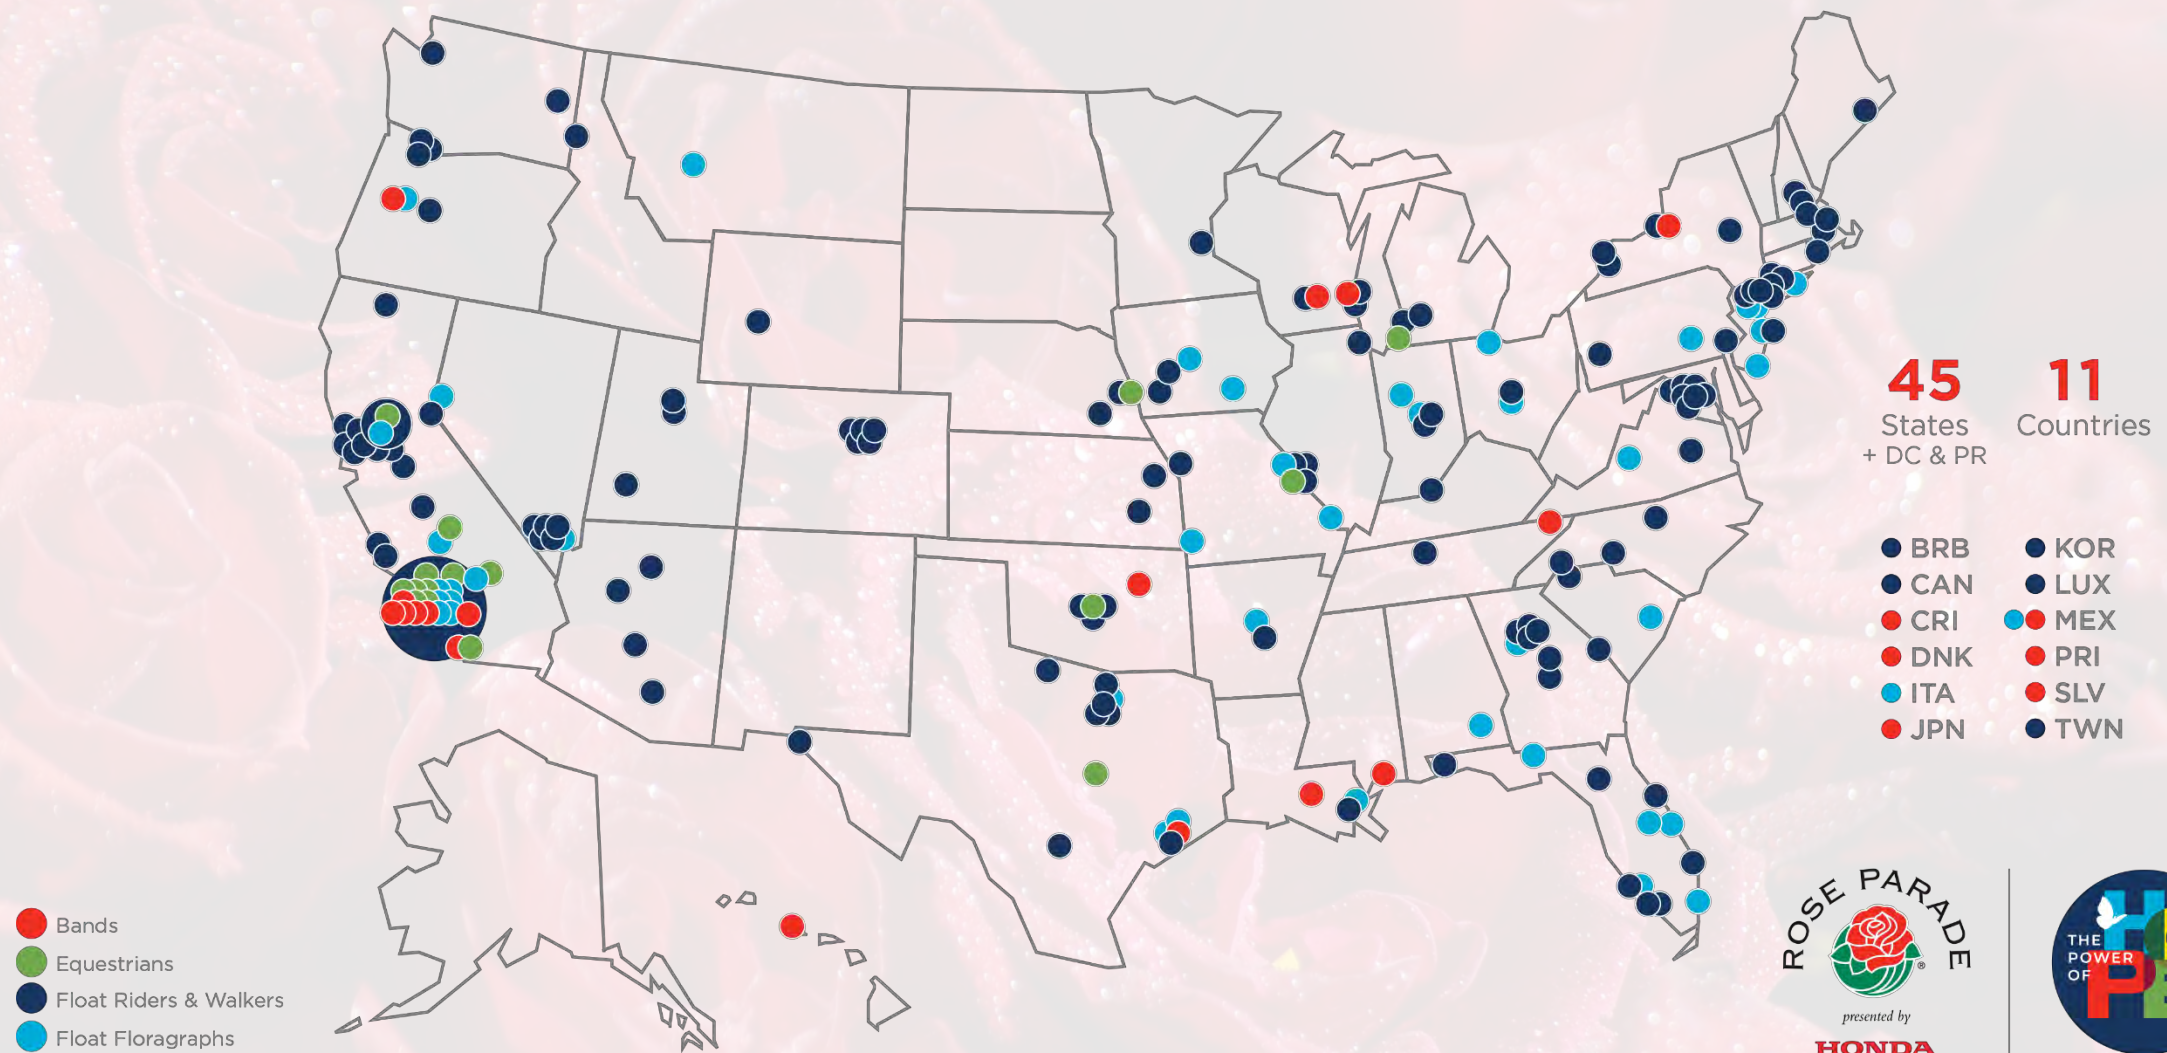 45
States
+ DC & PR
11
Countries
BRB
CAN
CRI
DNK
ITA
JPN
KOR
LUX
MEX
PRI
SLV
TWN
Bands
Equestrians
Float Riders & Walkers
Float Floragraphs
ROSE PARADE
®
presented by
HONDA
THE
POWER
OF